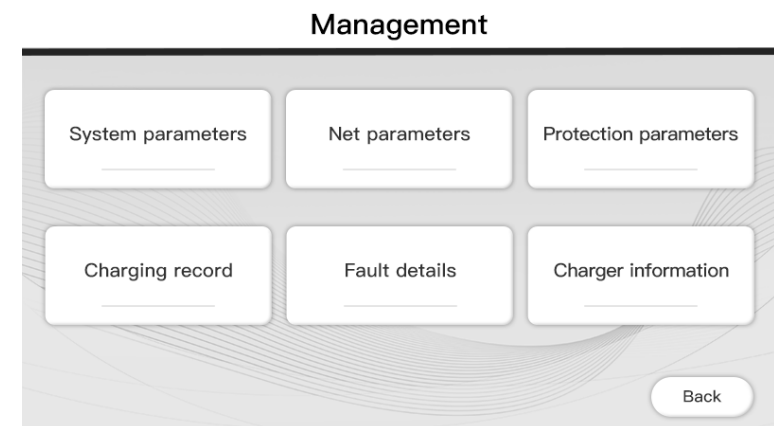 Management
System parameters
Net parameters
Protection parameters
Charging record
Fault details
Charger information
Back